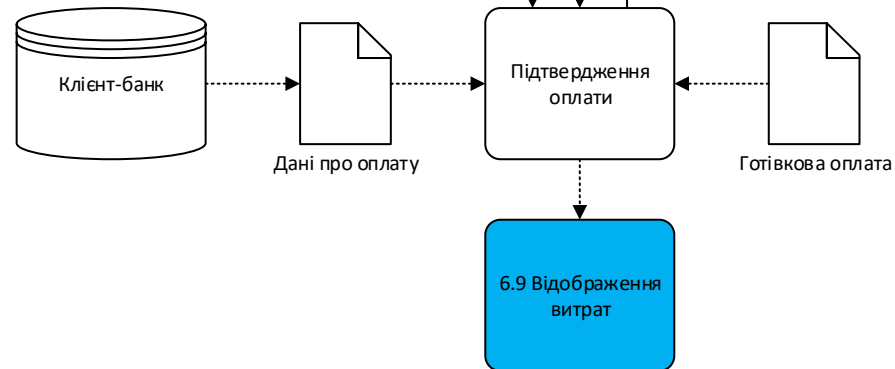 Клієнт-банк
Підтвердження
оплати
Дані про оплату
Готівкова оплата
6.9 Відображення
витрат